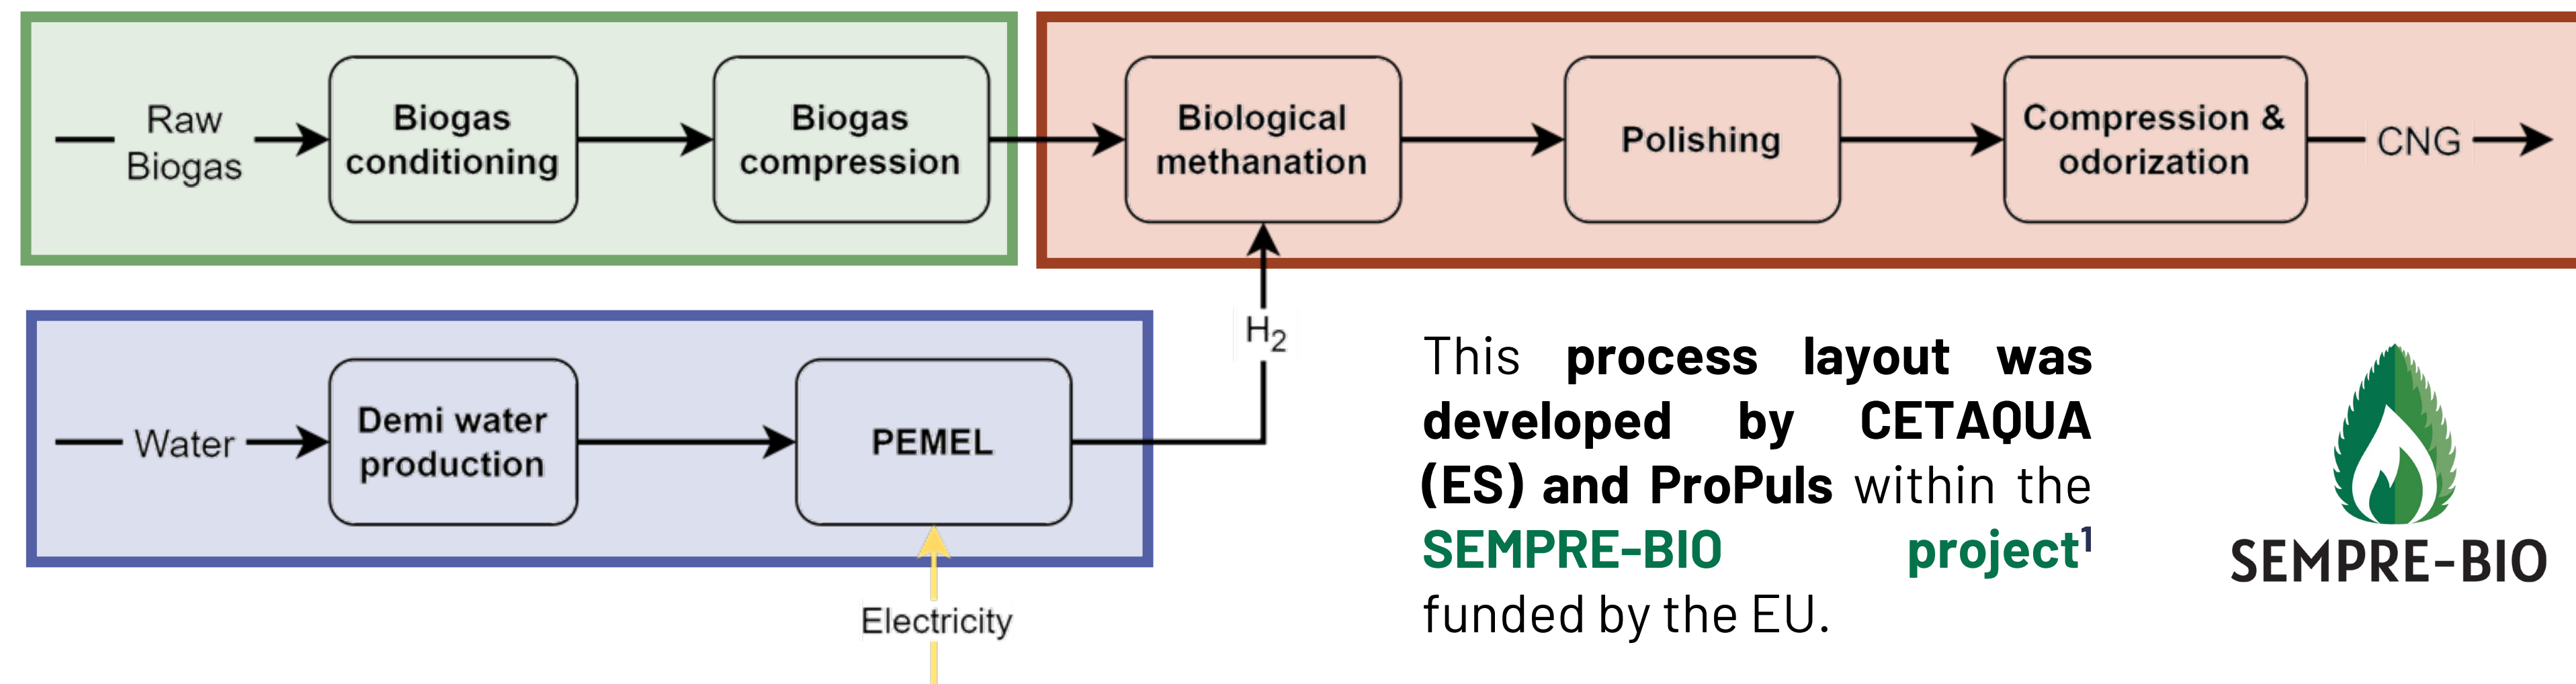 Raw
Biogas
Biogas
conditioning
Biogas
compression
Biological
methanation
Polishing
Compression &
odorization
CNG
H₂
Water
Demi water
production
PEMEL
Electricity
This process layout was
developed by CETAQUA
(ES) and ProPuls within the
SEMPRE-BIO project¹
funded by the EU.
SEMPRE-BIO